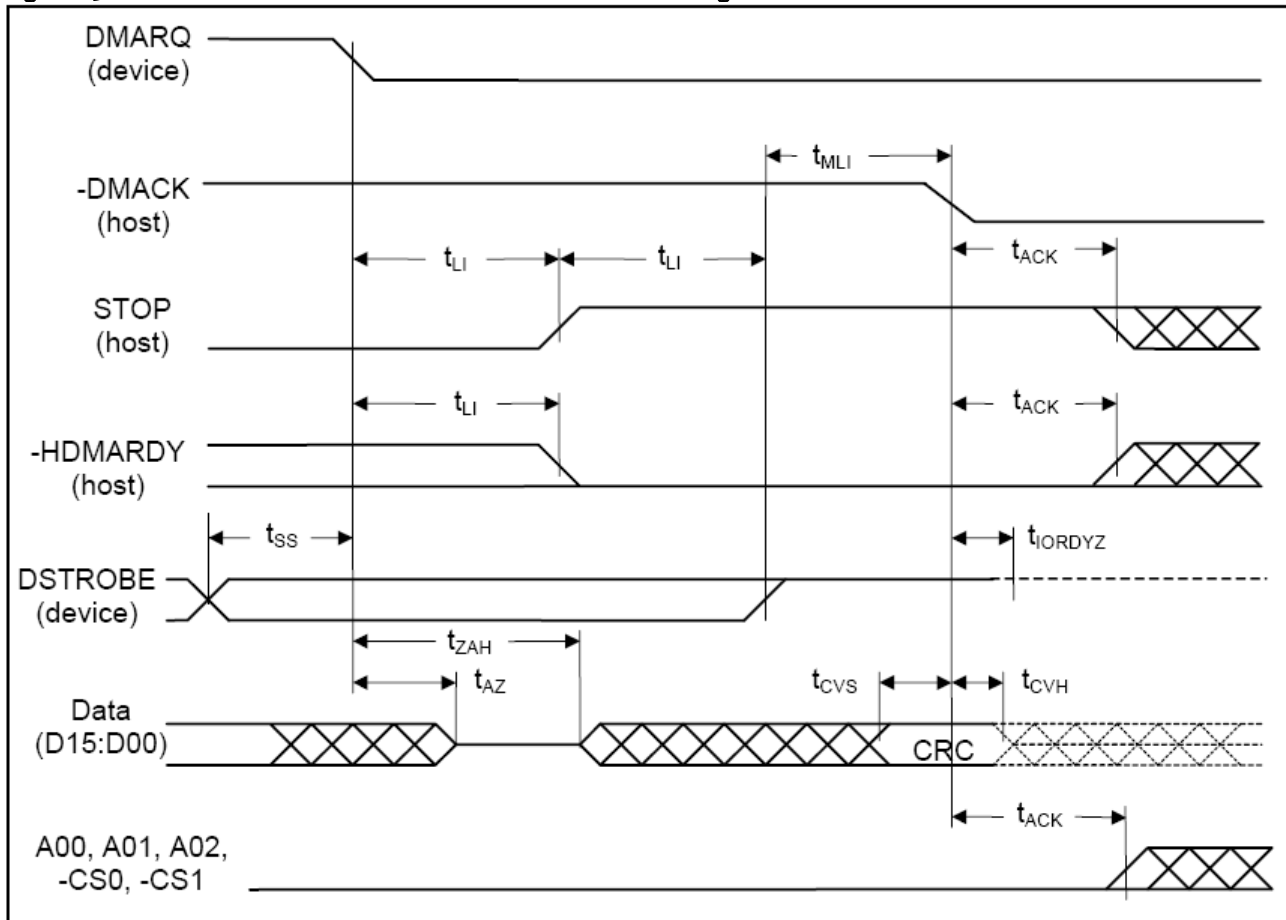 DMARQ
(device)
tMLI
-DMACK
(host)
tLI
tLI
tACK
STOP
(host)
tLI
tACK
-HDMARDY
(host)
tSS
tIORDYZ
DSTROBE
(device)
tZAH
tAZ
tCVS
tCVH
Data
(D15:D00)
CRC
tACK
A00, A01, A02,
-CS0, -CS1